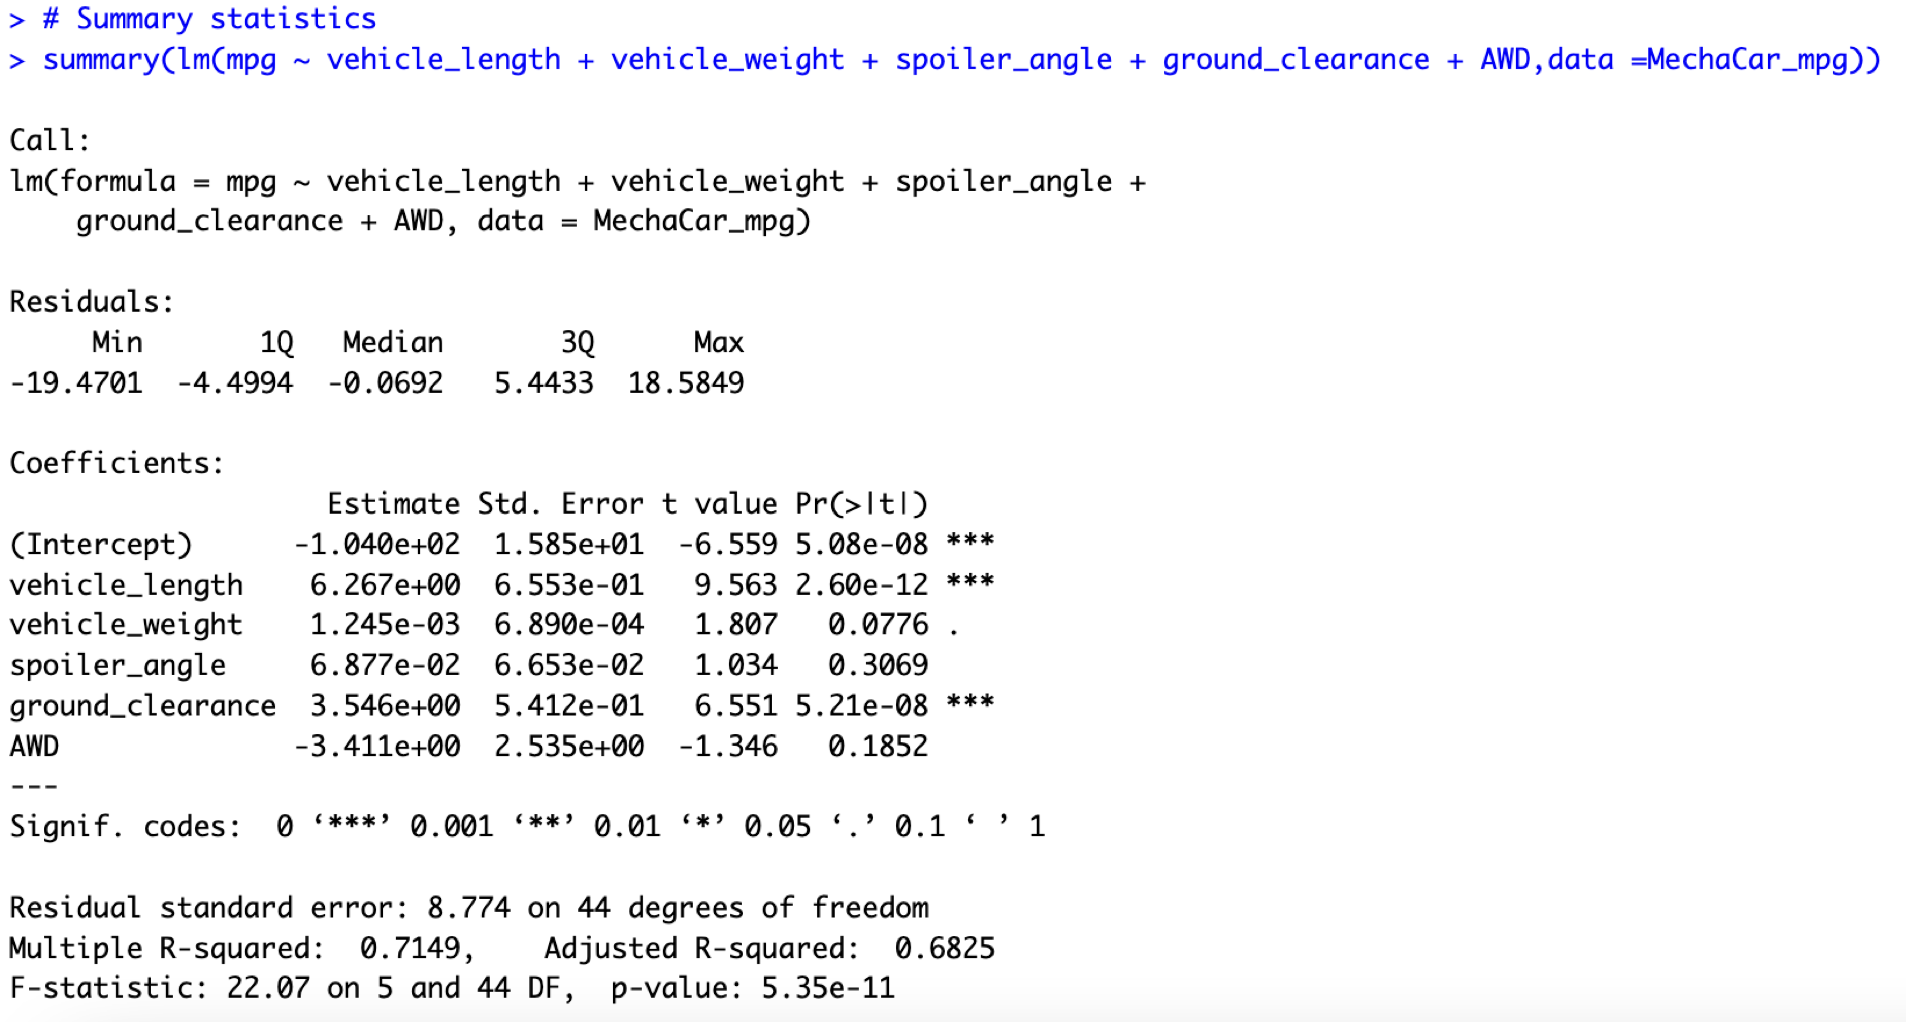 > # Summary statistics
> summary(lm(mpg ~ vehicle_length + vehicle_weight + spoiler_angle + ground_clearance + AWD,data =MechaCar_mpg))
Call:
lm(formula = mpg ~ vehicle_length + vehicle_weight + spoiler_angle +
    ground_clearance + AWD, data = MechaCar_mpg)
Residuals:
     Min       1Q   Median       3Q      Max
-19.4701  -4.4994  -0.0692   5.4433  18.5849
Coefficients:
                   Estimate Std. Error t value Pr(>|t|)
(Intercept)      -1.040e+02  1.585e+01  -6.559 5.08e-08 ***
vehicle_length    6.267e+00  6.553e-01   9.563 2.60e-12 ***
vehicle_weight    1.245e-03  6.890e-04   1.807   0.0776 .
spoiler_angle     6.877e-02  6.653e-02   1.034   0.3069
ground_clearance  3.546e+00  5.412e-01   6.551 5.21e-08 ***
AWD              -3.411e+00  2.535e+00  -1.346   0.1852
---
Signif. codes:  0 ‘***’ 0.001 ‘**’ 0.01 ‘*’ 0.05 ‘.’ 0.1 ‘ ’ 1
Residual standard error: 8.774 on 44 degrees of freedom
Multiple R-squared:  0.7149,    Adjusted R-squared:  0.6825
F-statistic: 22.07 on 5 and 44 DF,  p-value: 5.35e-11